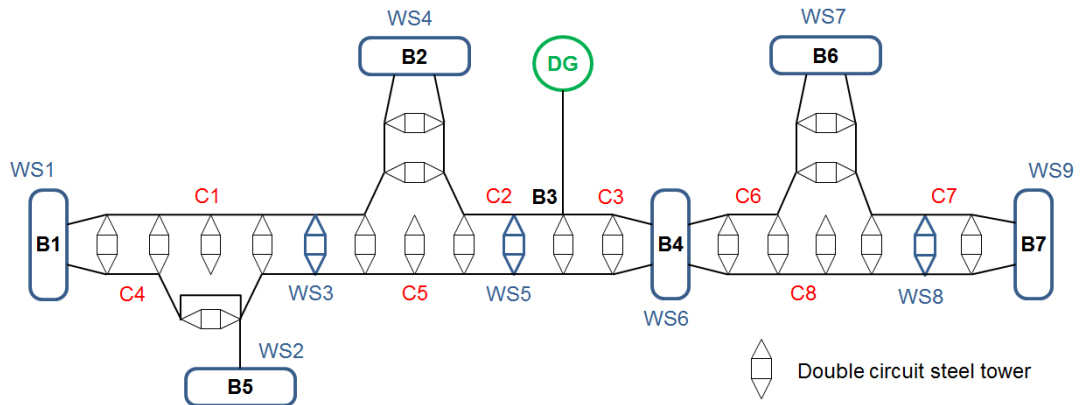 WS4
WS7
B2
DG
B6
WS1
WS9
C1
C2
B3
C3
C6
C7
B1
B4
B7
C4
WS3
C5
WS5
C8
WS8
WS6
WS2
B5
Double circuit steel tower